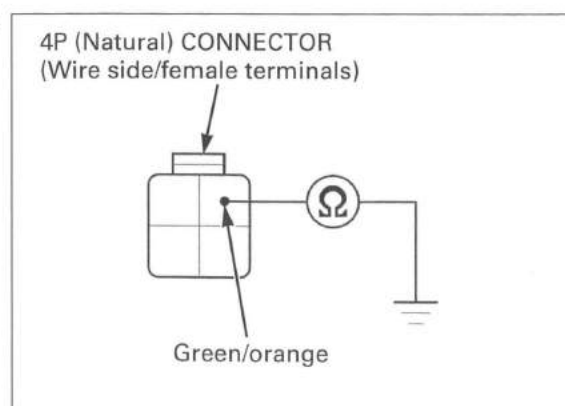 4P (Natural) CONNECTOR
(Wire side/female terminals)
Ω
Green/orange